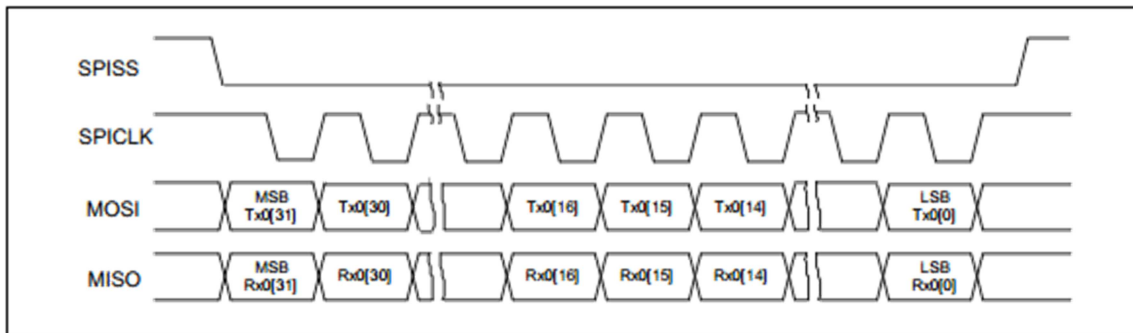 SPISS
SPICLK
MOSI
MSB
Tx0[31]
Tx0[30]
Tx0[16]
Tx0[15]
Tx0[14]
LSB
Tx0[0]
MISO
MSB
Rx0[31]
Rx0[30]
Rx0[16]
Rx0[15]
Rx0[14]
LSB
Rx0[0]